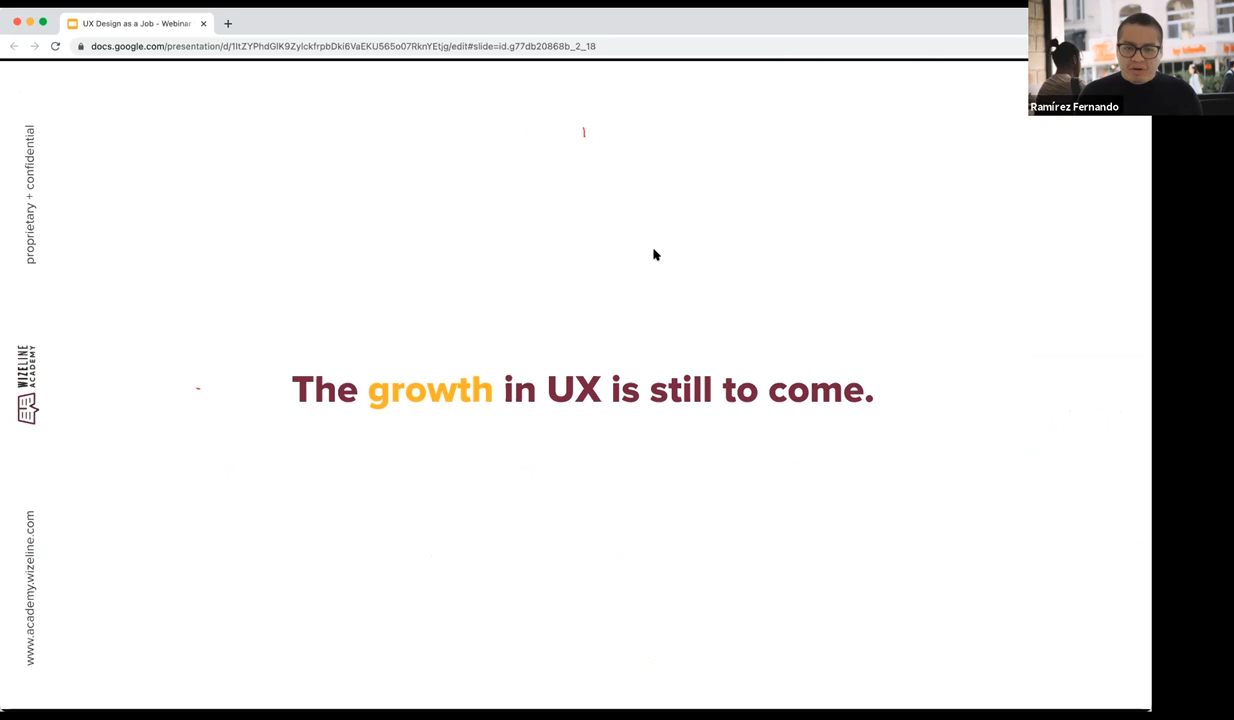 UX Design as a Job - Webinar
docs.google.com/presentation/d/1ItZYPhdGlK9ZylckfrpbDki6VaEKU565o07RknYEtjg/edit#slide=id.g77db20868b_2_18
Ramírez Fernando
proprietary + confidential
WIZELINE
ACADEMY
The growth in UX is still to come.
www.academy.wizeline.com